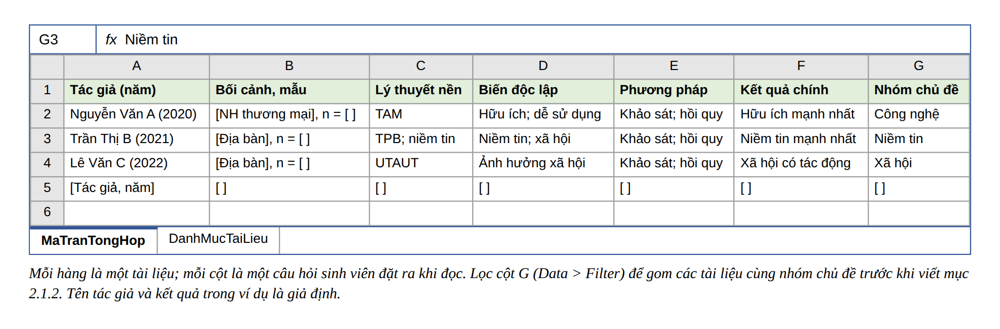 G3 fx Niềm tin
A B C D E F G
1 Tác giả (năm) Bối cảnh, mẫu Lý thuyết nền Biến độc lập Phương pháp Kết quả chính Nhóm chủ đề
2 Nguyễn Văn A (2020) [NH thương mại], n = [ ] TAM Hữu ích; dễ sử dụng Khảo sát; hồi quy Hữu ích mạnh nhất Công nghệ
3 Trần Thị B (2021) [Địa bàn], n = [ ] TPB; niềm tin Niềm tin; xã hội Khảo sát; hồi quy Niềm tin mạnh nhất Niềm tin
4 Lê Văn C (2022) [Địa bàn], n = [ ] UTAUT Ảnh hưởng xã hội Khảo sát; hồi quy Xã hội có tác động Xã hội
5 [Tác giả, năm] [ ] [ ] [ ] [ ] [ ] [ ]
6
MaTranTongHop DanhMucTaiLieu
Mỗi hàng là một tài liệu; mỗi cột là một câu hỏi sinh viên đặt ra khi đọc. Lọc cột G (Data > Filter) để gom các tài liệu cùng nhóm chủ đề trước khi viết mục
2.1.2. Tên tác giả và kết quả trong ví dụ là giả định.